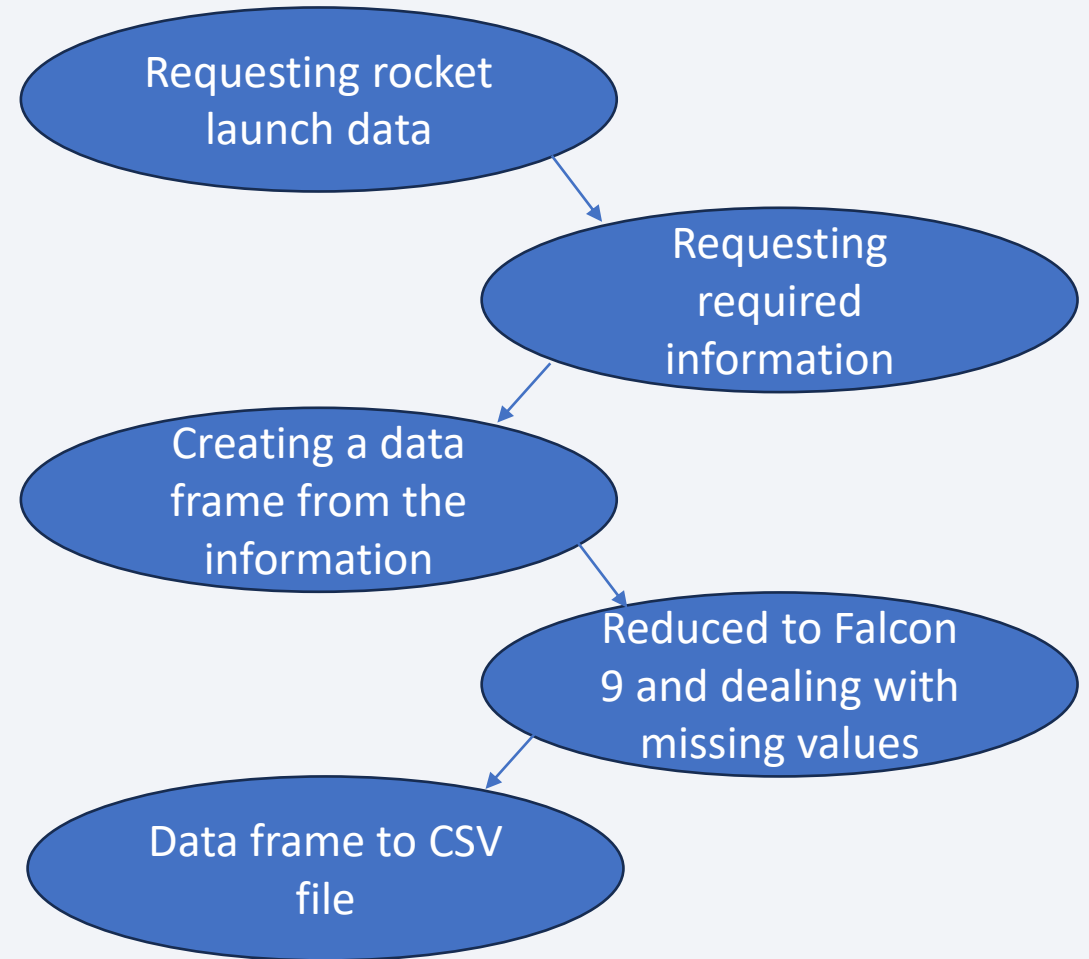 Requesting rocket
launch data
Requesting
required
information
Creating a data
frame from the
information
Reduced to Falcon
9 and dealing with
missing values
Data frame to CSV
file